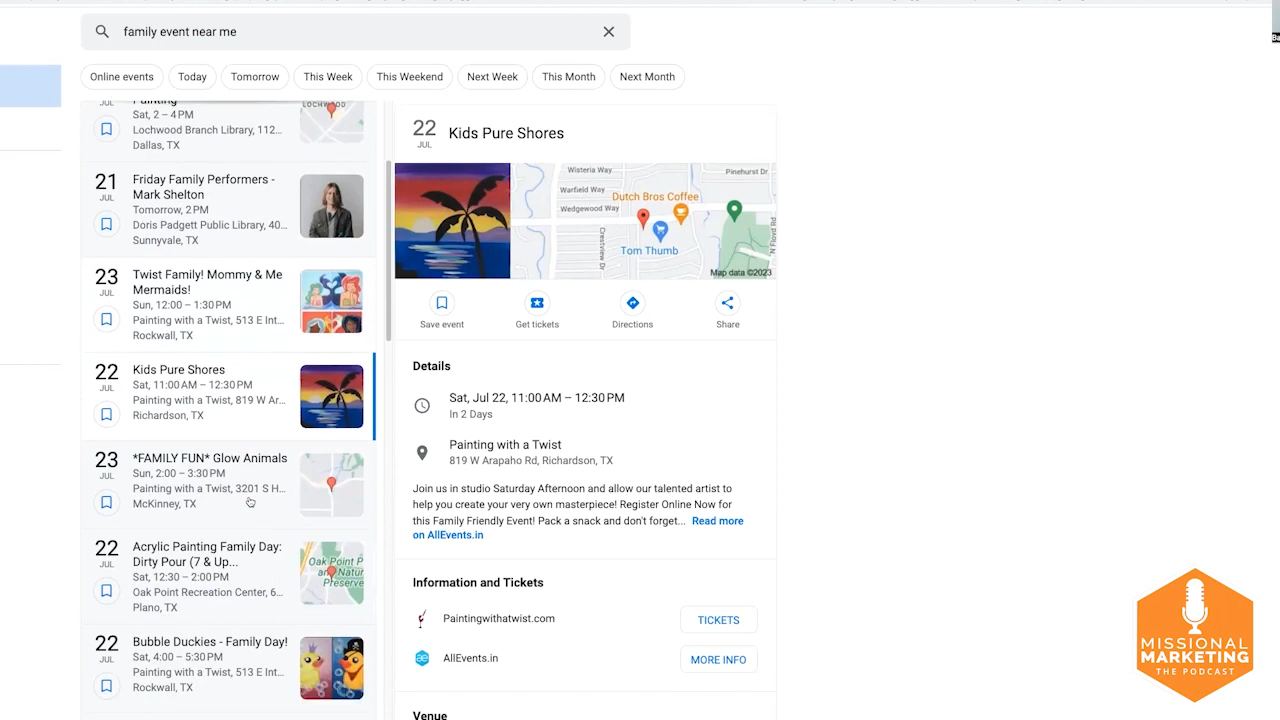 family event near me
Online events
Today
Tomorrow
This Week
This Weekend
Next Week
This Month
Next Month
JUL
Painting
Sat, 2 – 4 PM
Lochwood Branch Library, 112...
Dallas, TX
LOCHWOOD
21
JUL
Friday Family Performers -
Mark Shelton
Tomorrow, 2 PM
Doris Padgett Public Library, 40...
Sunnyvale, TX
23
JUL
Twist Family! Mommy & Me
Mermaids!
Sun, 12:00 – 1:30 PM
Painting with a Twist, 513 E Int...
Rockwall, TX
22
JUL
Kids Pure Shores
Sat, 11:00 AM – 12:30 PM
Painting with a Twist, 819 W Ar...
Richardson, TX
23
JUL
*FAMILY FUN* Glow Animals
Sun, 2:00 – 3:30 PM
Painting with a Twist, 3201 S H...
McKinney, TX
22
JUL
Acrylic Painting Family Day:
Dirty Pour (7 & Up...
Sat, 12:30 – 2:00 PM
Oak Point Recreation Center, 6...
Plano, TX
Oak Point P
and Natur
Preserve
22
JUL
Bubble Duckies - Family Day!
Sat, 4:00 – 5:30 PM
Painting with a Twist, 513 E Int...
Rockwall, TX
22
JUL
Kids Pure Shores
Wisteria Way
Pinehurst Dr
Warfield Way
Dutch Bros Coffee
Wedgewood Way
Crestview Dr
N Floyd Rd
Tom Thumb
Map data ©2023
Save event
Get tickets
Directions
Share
Details
Sat, Jul 22, 11:00 AM – 12:30 PM
In 2 Days
Painting with a Twist
819 W Arapaho Rd, Richardson, TX
Join us in studio Saturday Afternoon and allow our talented artist to
help you create your very own masterpiece! Register Online Now for
this Family Friendly Event! Pack a snack and don't forget... Read more
on AllEvents.in
Information and Tickets
Paintingwithatwist.com
TICKETS
ae
AllEvents.in
MORE INFO
Venue
MISSIONAL
MARKETING
THE PODCAST
Ba